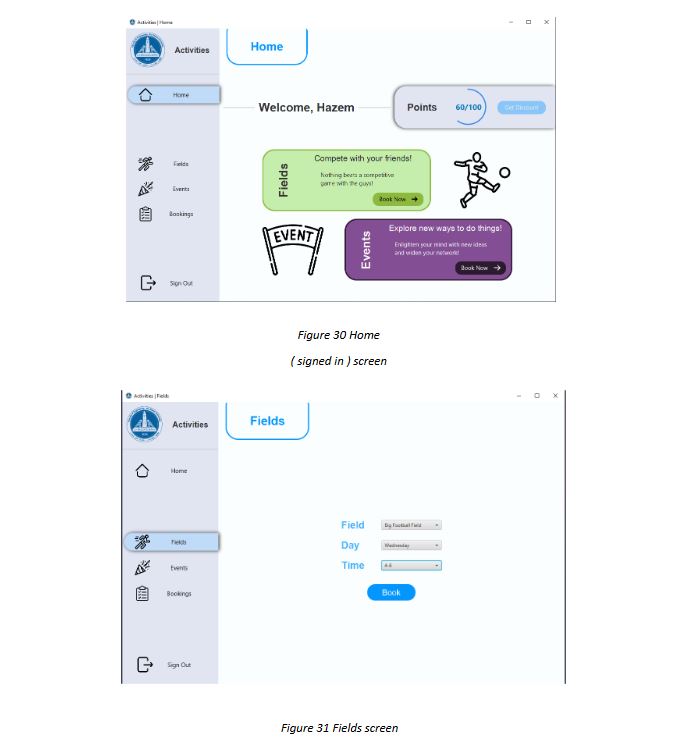 Activities | Home
Activities
Home
Home
Welcome, Hazem
Points
60/100
Get Discount
Fields
Events
Bookings
Sign Out
Fields
Compete with your friends!
Nothing beats a competitive
game with the guys!
Book Now
EVENT
Events
Explore new ways to do things!
Enlighten your mind with new ideas
and widen your network!
Book Now
Figure 30 Home
( signed in ) screen
Activities | Fields
Activities
Fields
Home
Fields
Events
Bookings
Sign Out
Field
Big Football Field
Day
Wednesday
Time
Book
Figure 31 Fields screen